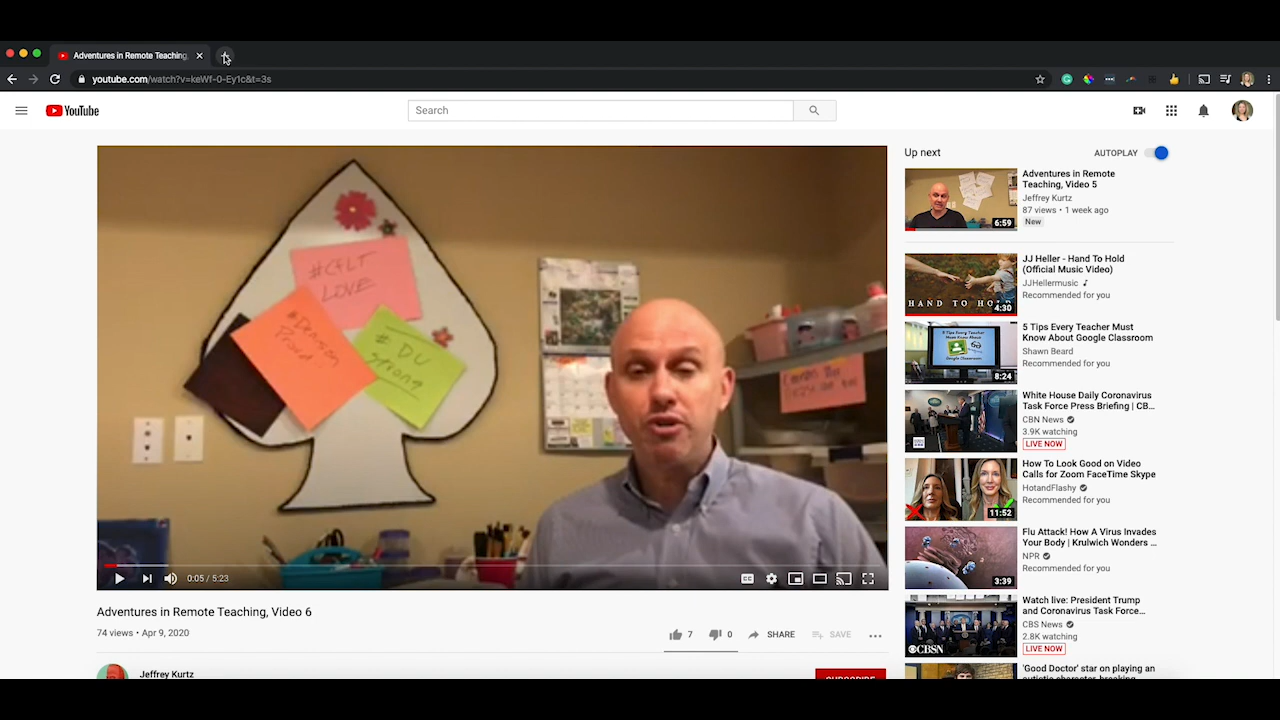 Adventures in Remote Teaching,
youtube.com/watch?v=keWf-0-Ey1c&t=3s
YouTube
Search
#C4LT
LOVE
#DU
strong
0:05 / 5:23
CC
Adventures in Remote Teaching, Video 6
74 views • Apr 9, 2020
7
0
SHARE
SAVE
Jeffrey Kurtz
SUBSCRIBE
Up next
AUTOPLAY
Adventures in Remote
Teaching, Video 5
Jeffrey Kurtz
87 views • 1 week ago
New
6:59
JJ Heller - Hand To Hold
(Official Music Video)
JJHellermusic
Recommended for you
HAND TO HOLD
4:30
5 Tips Every Teacher Must
Know About Google Classroom
Shawn Beard
Recommended for you
8:24
White House Daily Coronavirus
Task Force Press Briefing | CB...
CBN News
3.9K watching
LIVE NOW
How To Look Good on Video
Calls for Zoom FaceTime Skype
HotandFlashy
Recommended for you
11:52
Flu Attack! How A Virus Invades
Your Body | Krulwich Wonders ...
NPR
Recommended for you
3:39
Watch live: President Trump
and Coronavirus Task Force...
CBS News
2.8K watching
LIVE NOW
CBSN
'Good Doctor' star on playing an
autistic character, breaking